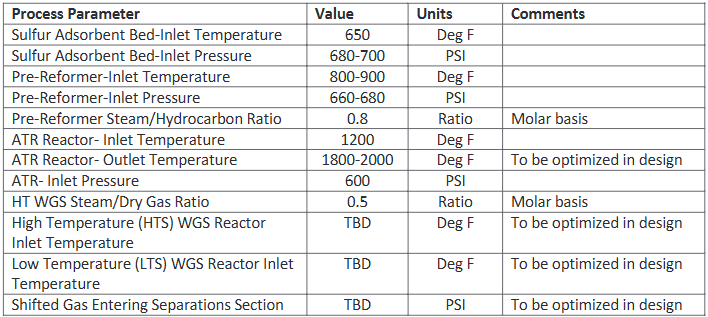 Process Parameter Value Units Comments
Sulfur Adsorbent Bed-Inlet Temperature 650 Deg F
Sulfur Adsorbent Bed-Inlet Pressure 680-700 PSI
Pre-Reformer-Inlet Temperature 800-900 Deg F
Pre-Reformer-Inlet Pressure 660-680 PSI
Pre-Reformer Steam/Hydrocarbon Ratio 0.8 Ratio Molar basis
ATR Reactor- Inlet Temperature 1200 Deg F
ATR Reactor- Outlet Temperature 1800-2000 Deg F To be optimized in design
ATR- Inlet Pressure 600 PSI
HT WGS Steam/Dry Gas Ratio 0.5 Ratio Molar basis
High Temperature (HTS) WGS Reactor TBD Deg F To be optimized in design
Inlet Temperature
Low Temperature (LTS) WGS Reactor Inlet TBD Deg F To be optimized in design
Temperature
Shifted Gas Entering Separations Section TBD PSI To be optimized in design